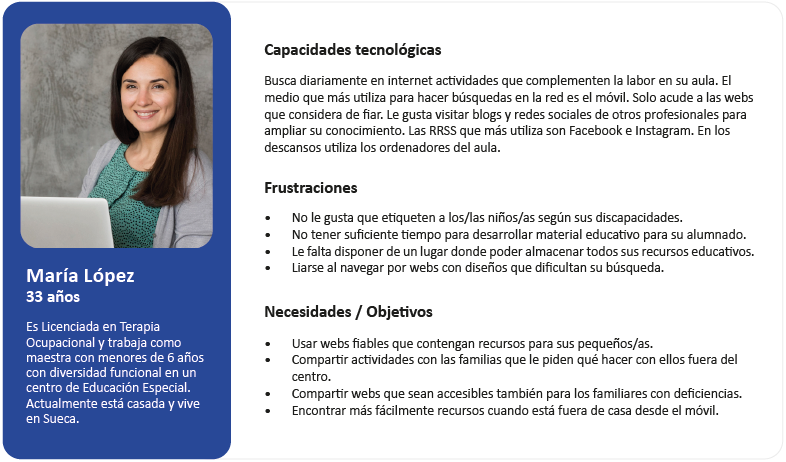 María López
33 años
Es Licenciada en Terapia
Ocupacional y trabaja como
maestra con menores de 6 años
con diversidad funcional en un
centro de Educación Especial.
Actualmente está casada y vive
en Sueca.
Capacidades tecnológicas
Busca diariamente en internet actividades que complementen la labor en su aula. El
medio que más utiliza para hacer búsquedas en la red es el móvil. Solo acude a las webs
que considera de fiar. Le gusta visitar blogs y redes sociales de otros profesionales para
ampliar su conocimiento. Las RRSS que más utiliza son Facebook e Instagram. En los
descansos utiliza los ordenadores del aula.
Frustraciones
• No le gusta que etiqueten a los/las niños/as según sus discapacidades.
• No tener suficiente tiempo para desarrollar material educativo para su alumnado.
• Le falta disponer de un lugar donde poder almacenar todos sus recursos educativos.
• Liarse al navegar por webs con diseños que dificultan su búsqueda.
Necesidades / Objetivos
• Usar webs fiables que contengan recursos para sus pequeños/as.
• Compartir actividades con las familias que le piden qué hacer con ellos fuera del
centro.
• Compartir webs que sean accesibles también para los familiares con deficiencias.
• Encontrar más fácilmente recursos cuando está fuera de casa desde el móvil.